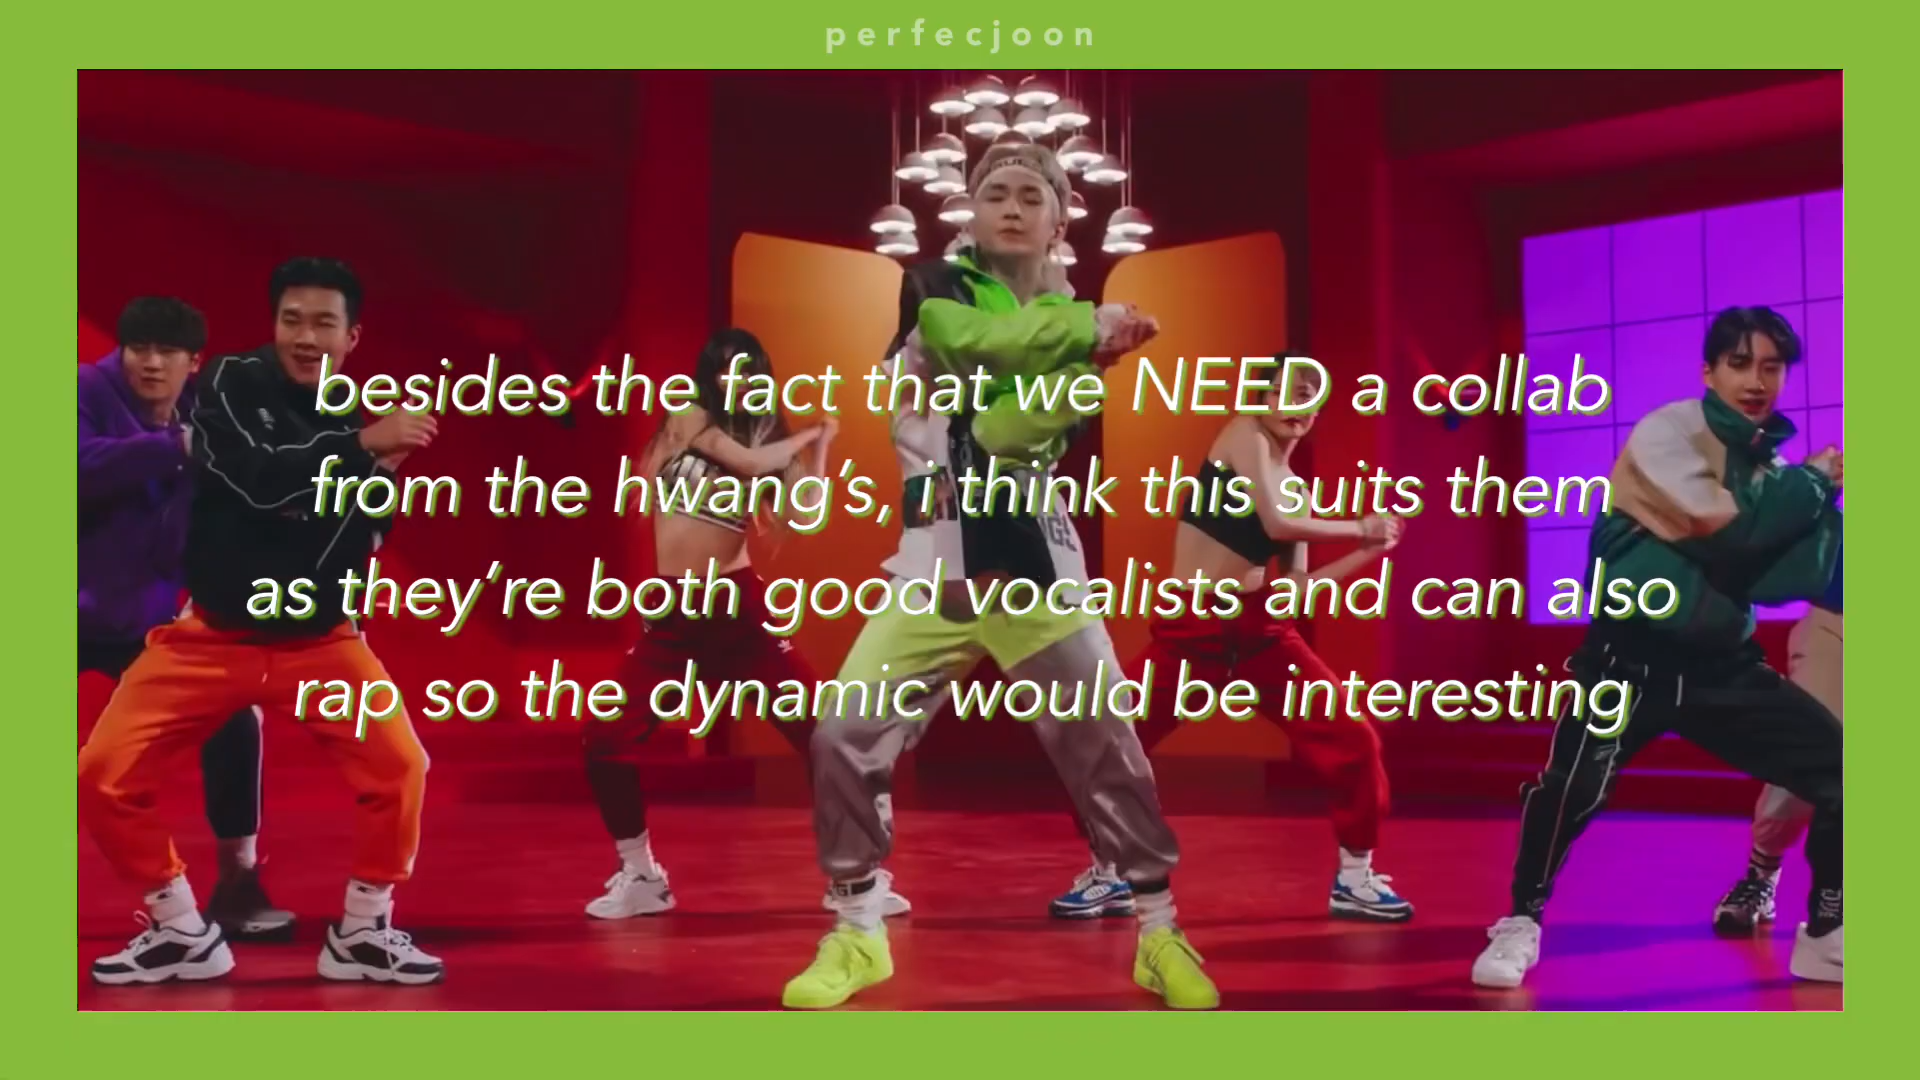 perfecjoon
besides the fact that we NEED a collab
from the hwang's, i think this suits them
as they're both good vocalists and can also
rap so the dynamic would be interesting